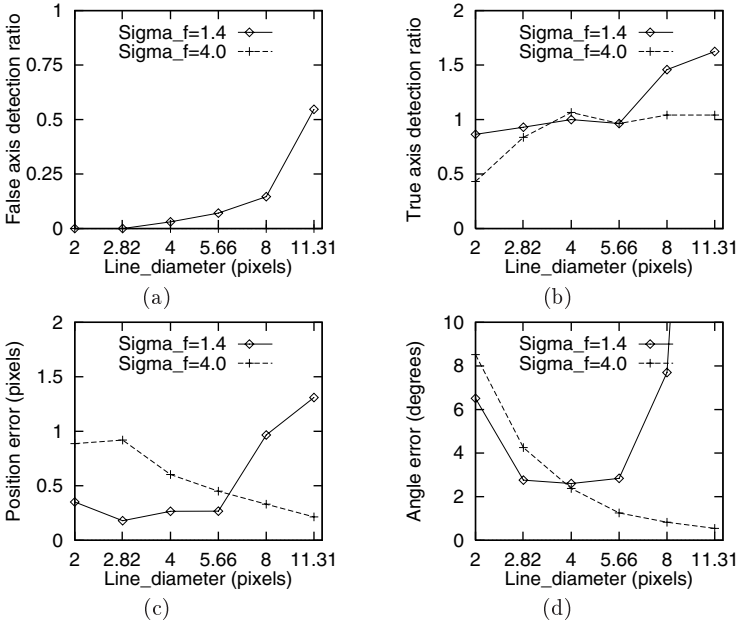 False axis detection ratio
1
0.75
0.5
0.25
0
Sigma_f=1.4
Sigma_f=4.0
2 2.82 4 5.66 8 11.31
Line_diameter (pixels)
(a)
True axis detection ratio
2
1.5
1
0.5
0
Sigma_f=1.4
Sigma_f=4.0
2 2.82 4 5.66 8 11.31
Line_diameter (pixels)
(b)
Position error (pixels)
2
1.5
1
0.5
0
Sigma_f=1.4
Sigma_f=4.0
2 2.82 4 5.66 8 11.31
Line_diameter (pixels)
(c)
Angle error (degrees)
10
8
6
4
2
0
Sigma_f=1.4
Sigma_f=4.0
2 2.82 4 5.66 8 11.31
Line_diameter (pixels)
(d)